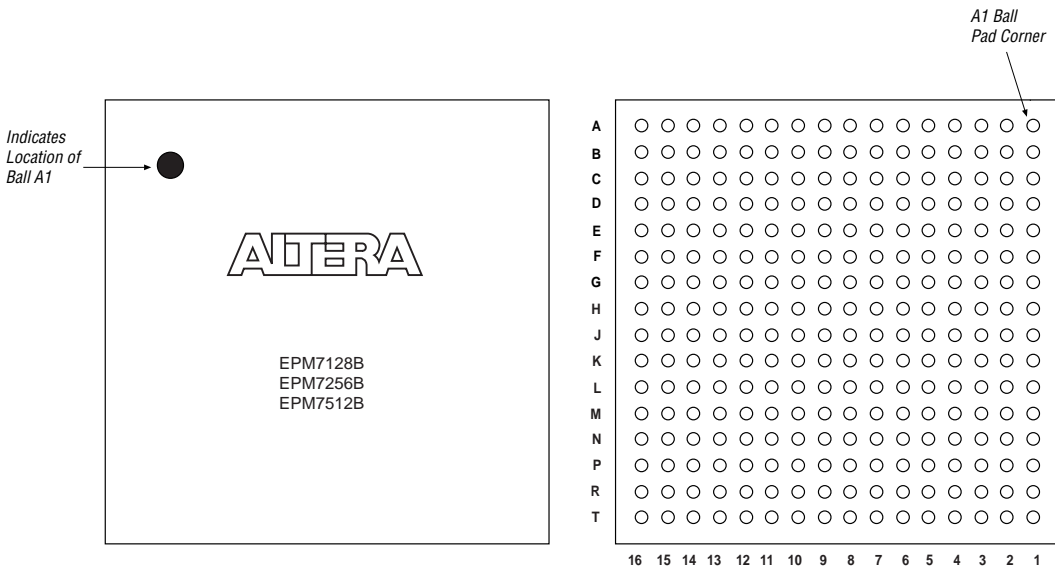 A1 Ball
Pad Corner
Indicates
Location of
Ball A1
ALTERA
EPM7128B
EPM7256B
EPM7512B
A
B
C
D
E
F
G
H
J
K
L
M
N
P
R
T
16 15 14 13 12 11 10 9 8 7 6 5 4 3 2 1